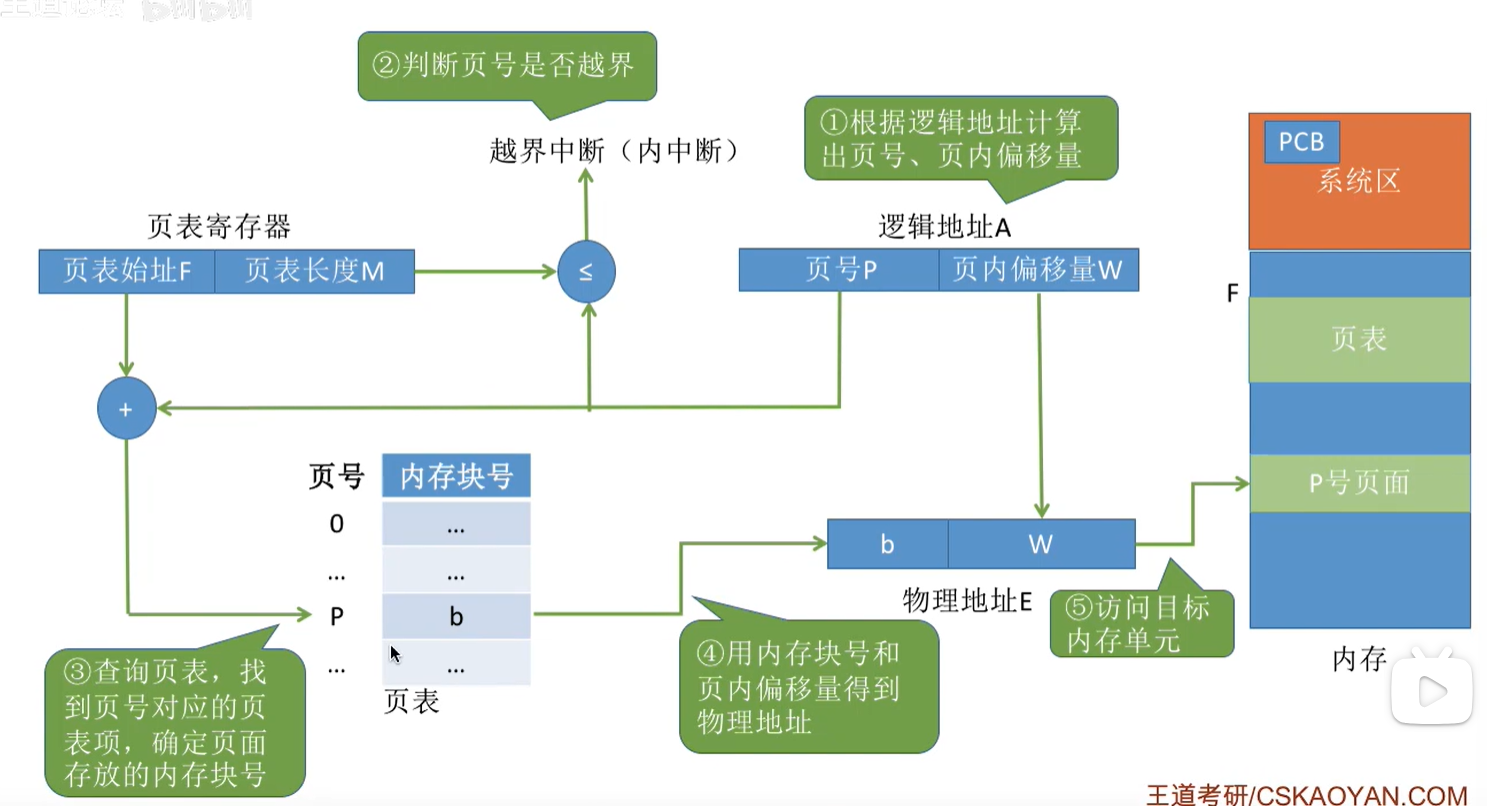 ②判断页号是否越界
越界中断（内中断）
①根据逻辑地址计算
出页号、页内偏移量
PCB
系统区
页表寄存器
逻辑地址A
页表始址F
页表长度M
≤
页号P
页内偏移量W
F
页表
+
页号
内存块号
0
...
...
...
P
b
...
...
页表
P号页面
b
W
物理地址E
③查询页表，找
到页号对应的页
表项，确定页面
存放的内存块号
④用内存块号和
页内偏移量得到
物理地址
⑤访问目标
内存单元
内存
王道考研/CSKAOYAN.COM